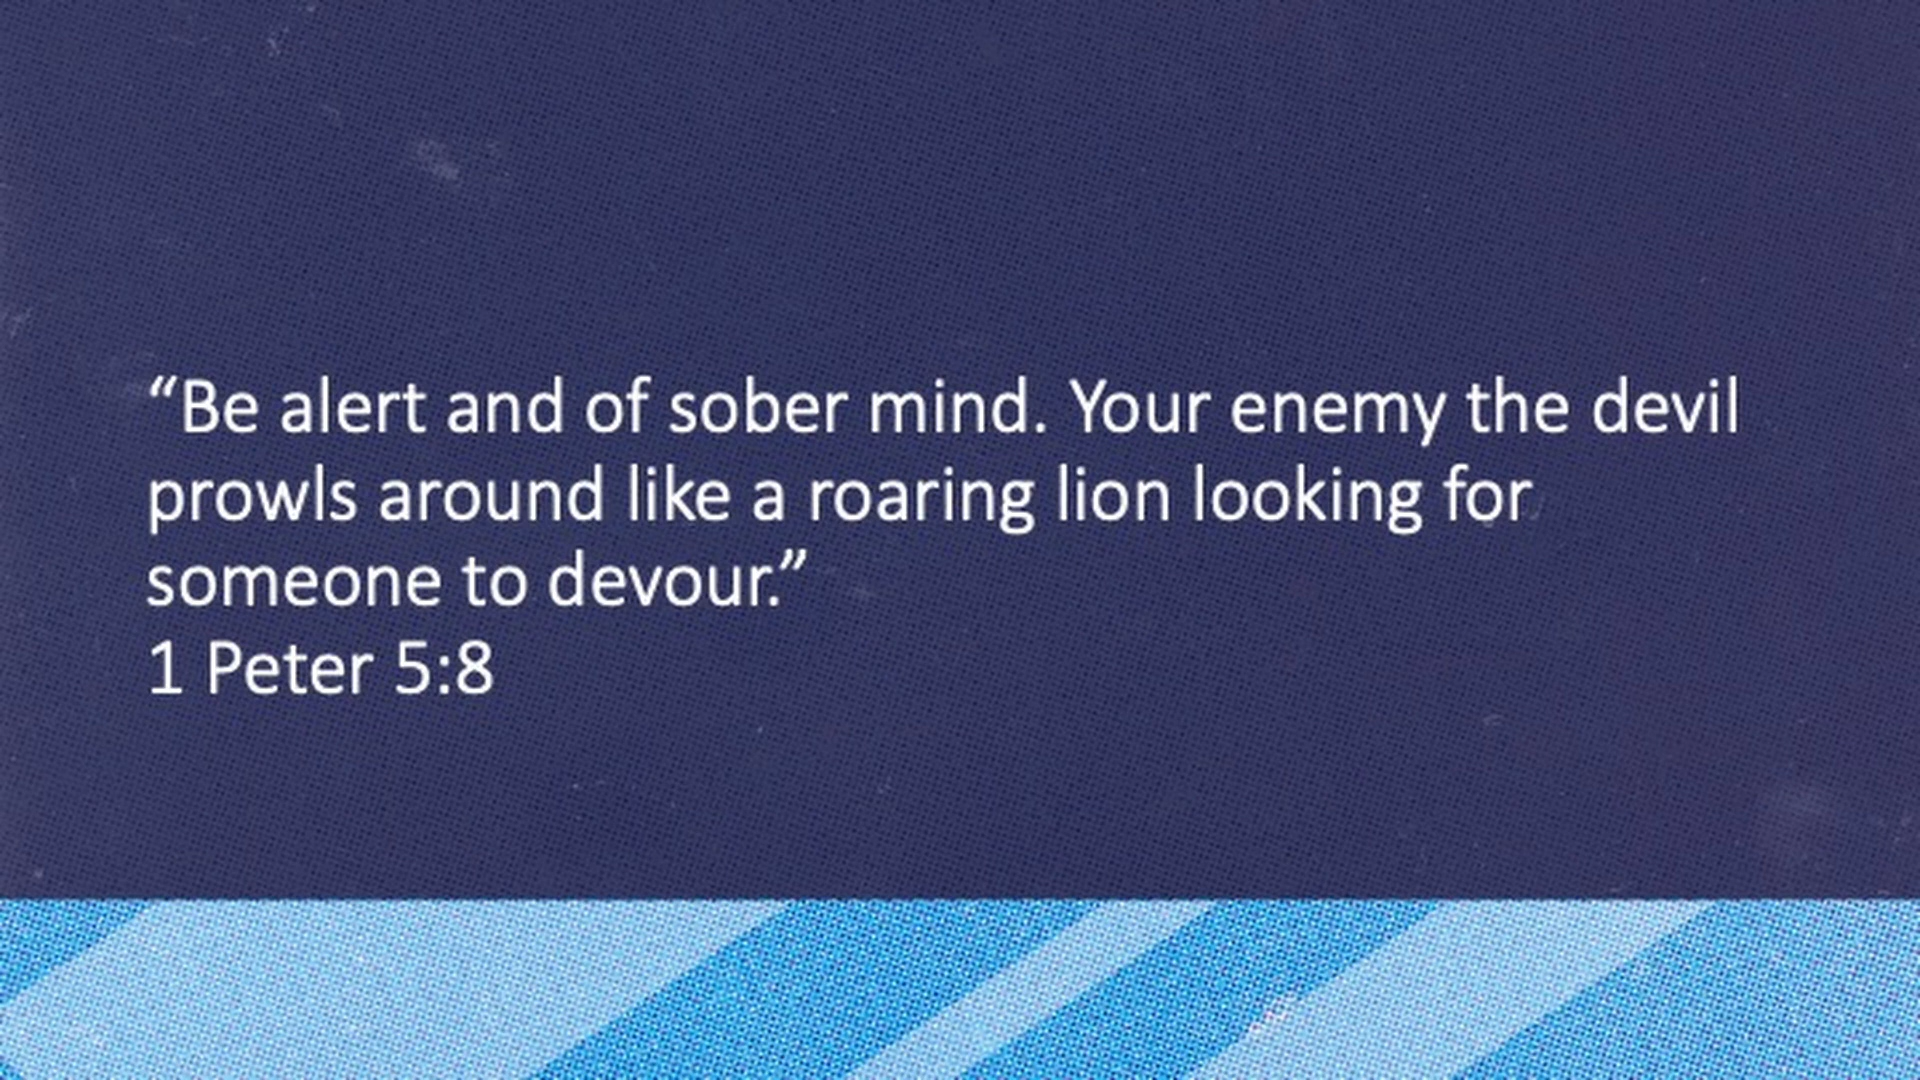 “Be alert and of sober mind. Your enemy the devil
prowls around like a roaring lion looking for
someone to devour.”
1 Peter 5:8